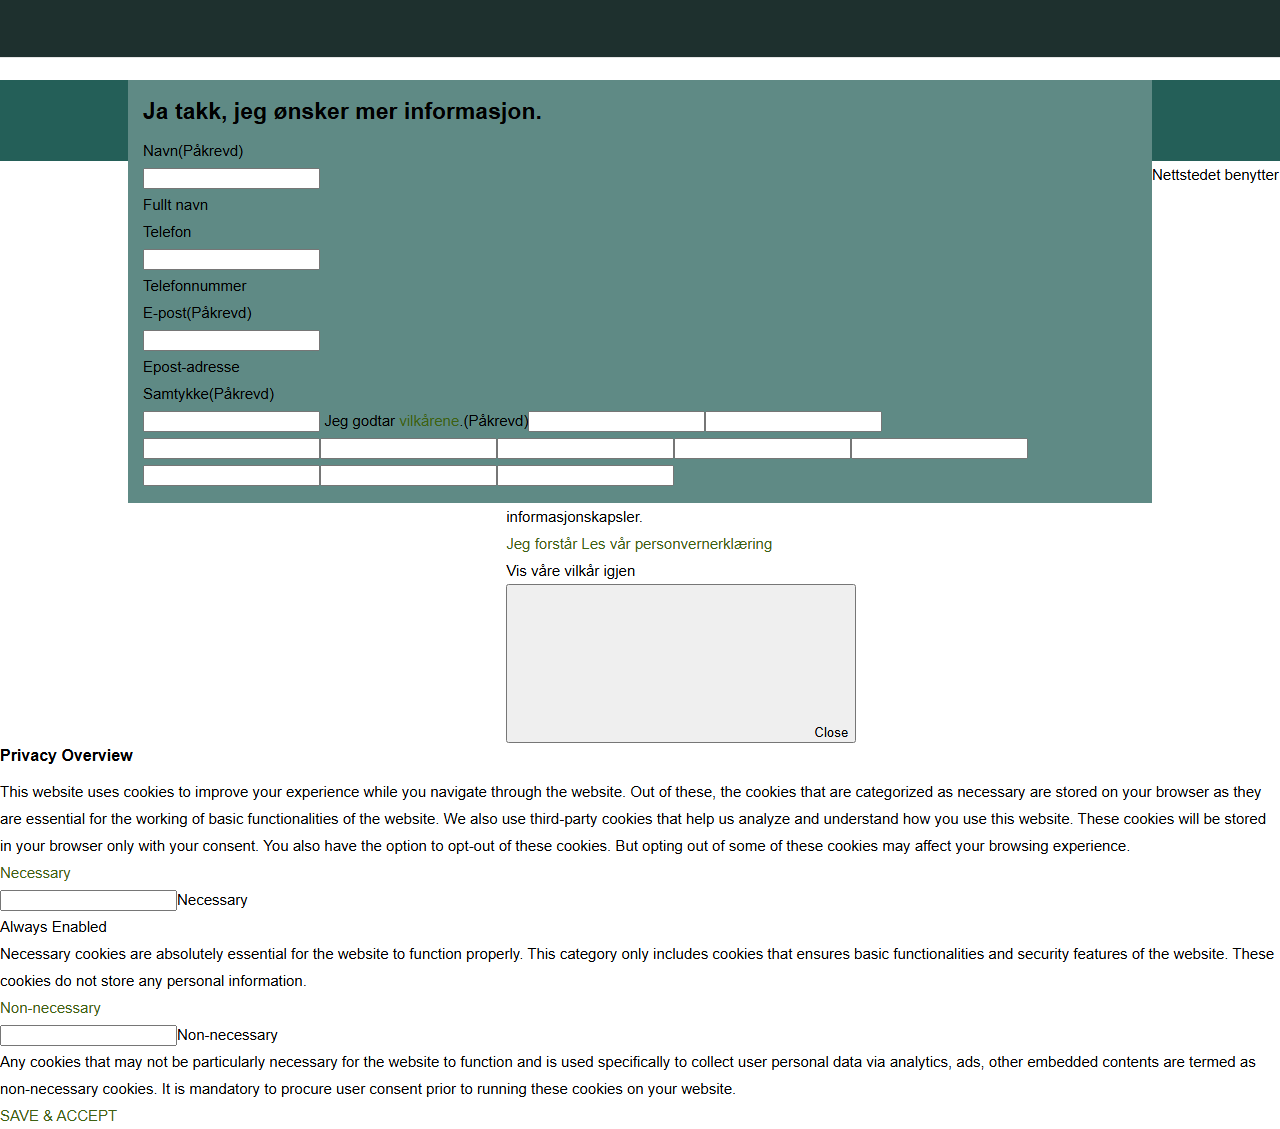 Ja takk, jeg ønsker mer informasjon.
Navn(Påkrevd)
Fullt navn
Telefon
Telefonnummer
E-post(Påkrevd)
Epost-adresse
Samtykke(Påkrevd)
Jeg godtar vilkårene.(Påkrevd)
Nettstedet benytter
informasjonskapsler.
Jeg forstår Les vår personvernerklæring
Vis våre vilkår igjen
Close
Privacy Overview
This website uses cookies to improve your experience while you navigate through the website. Out of these, the cookies that are categorized as necessary are stored on your browser as they
are essential for the working of basic functionalities of the website. We also use third-party cookies that help us analyze and understand how you use this website. These cookies will be stored
in your browser only with your consent. You also have the option to opt-out of these cookies. But opting out of some of these cookies may affect your browsing experience.
Necessary
Necessary
Always Enabled
Necessary cookies are absolutely essential for the website to function properly. This category only includes cookies that ensures basic functionalities and security features of the website. These
cookies do not store any personal information.
Non-necessary
Non-necessary
Any cookies that may not be particularly necessary for the website to function and is used specifically to collect user personal data via analytics, ads, other embedded contents are termed as
non-necessary cookies. It is mandatory to procure user consent prior to running these cookies on your website.
SAVE & ACCEPT